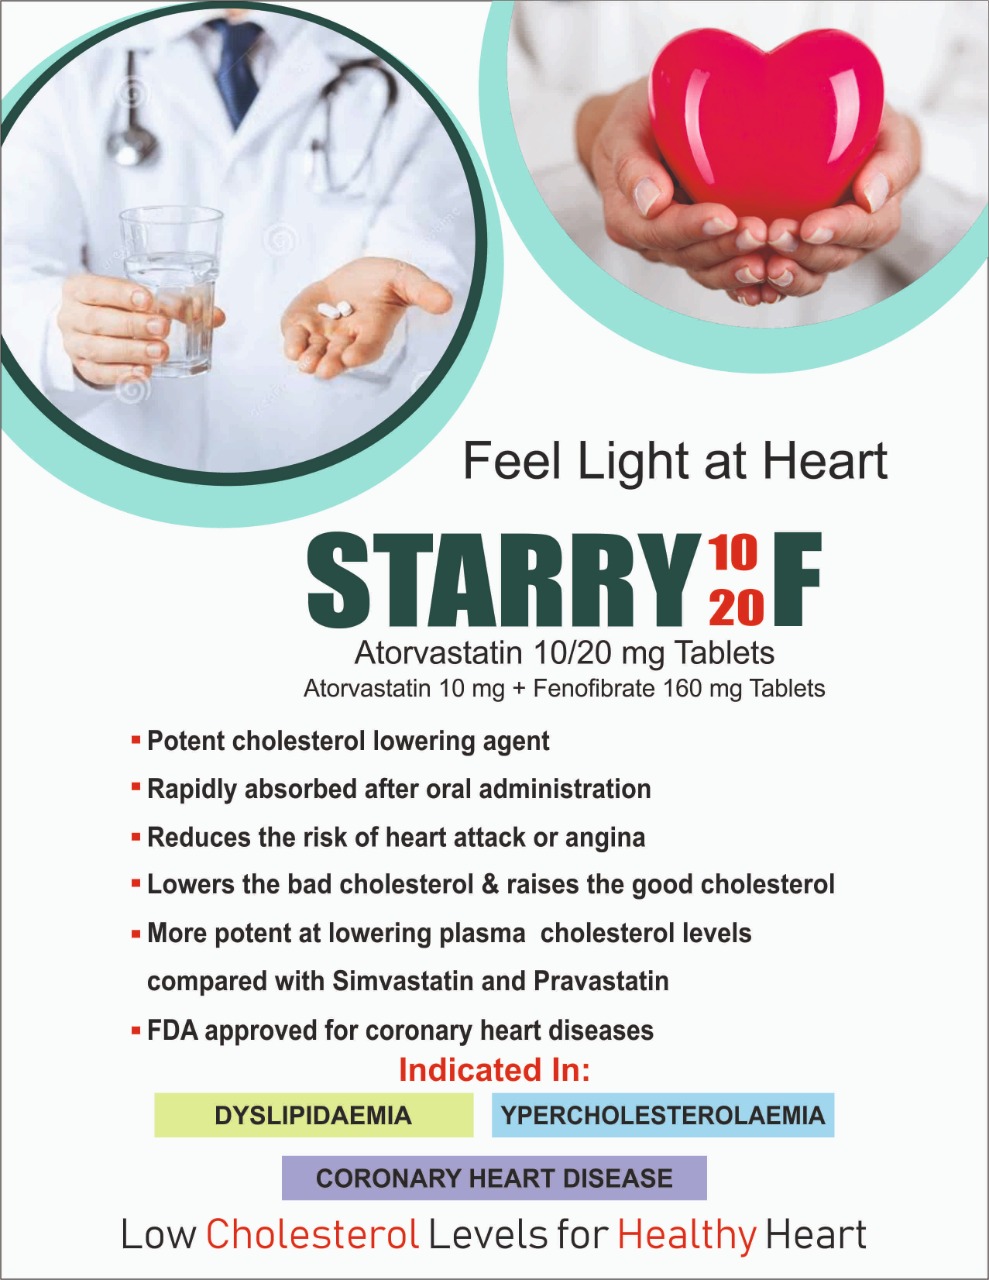 Feel Light at Heart
STARRY 10 20 F
Atorvastatin 10/20 mg Tablets
Atorvastatin 10 mg + Fenofibrate 160 mg Tablets
Potent cholesterol lowering agent
Rapidly absorbed after oral administration
Reduces the risk of heart attack or angina
Lowers the bad cholesterol & raises the good cholesterol
More potent at lowering plasma cholesterol levels
compared with Simvastatin and Pravastatin
FDA approved for coronary heart diseases
Indicated In:
DYSLIPIDAEMIA YPERCHOLESTEROLAEMIA
CORONARY HEART DISEASE
Low Cholesterol Levels for Healthy Heart